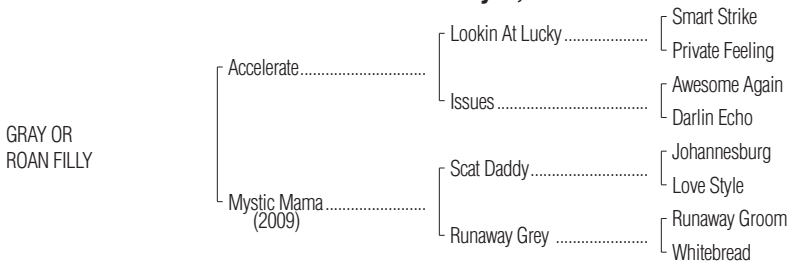 Smart Strike
Lookin At Lucky
Private Feeling
Accelerate
Awesome Again
Issues
Darlin Echo
GRAY OR
ROAN FILLY
Johannesburg
Scat Daddy
Love Style
Mystic Mama
(2009)
Runaway Groom
Runaway Grey
Whitebread